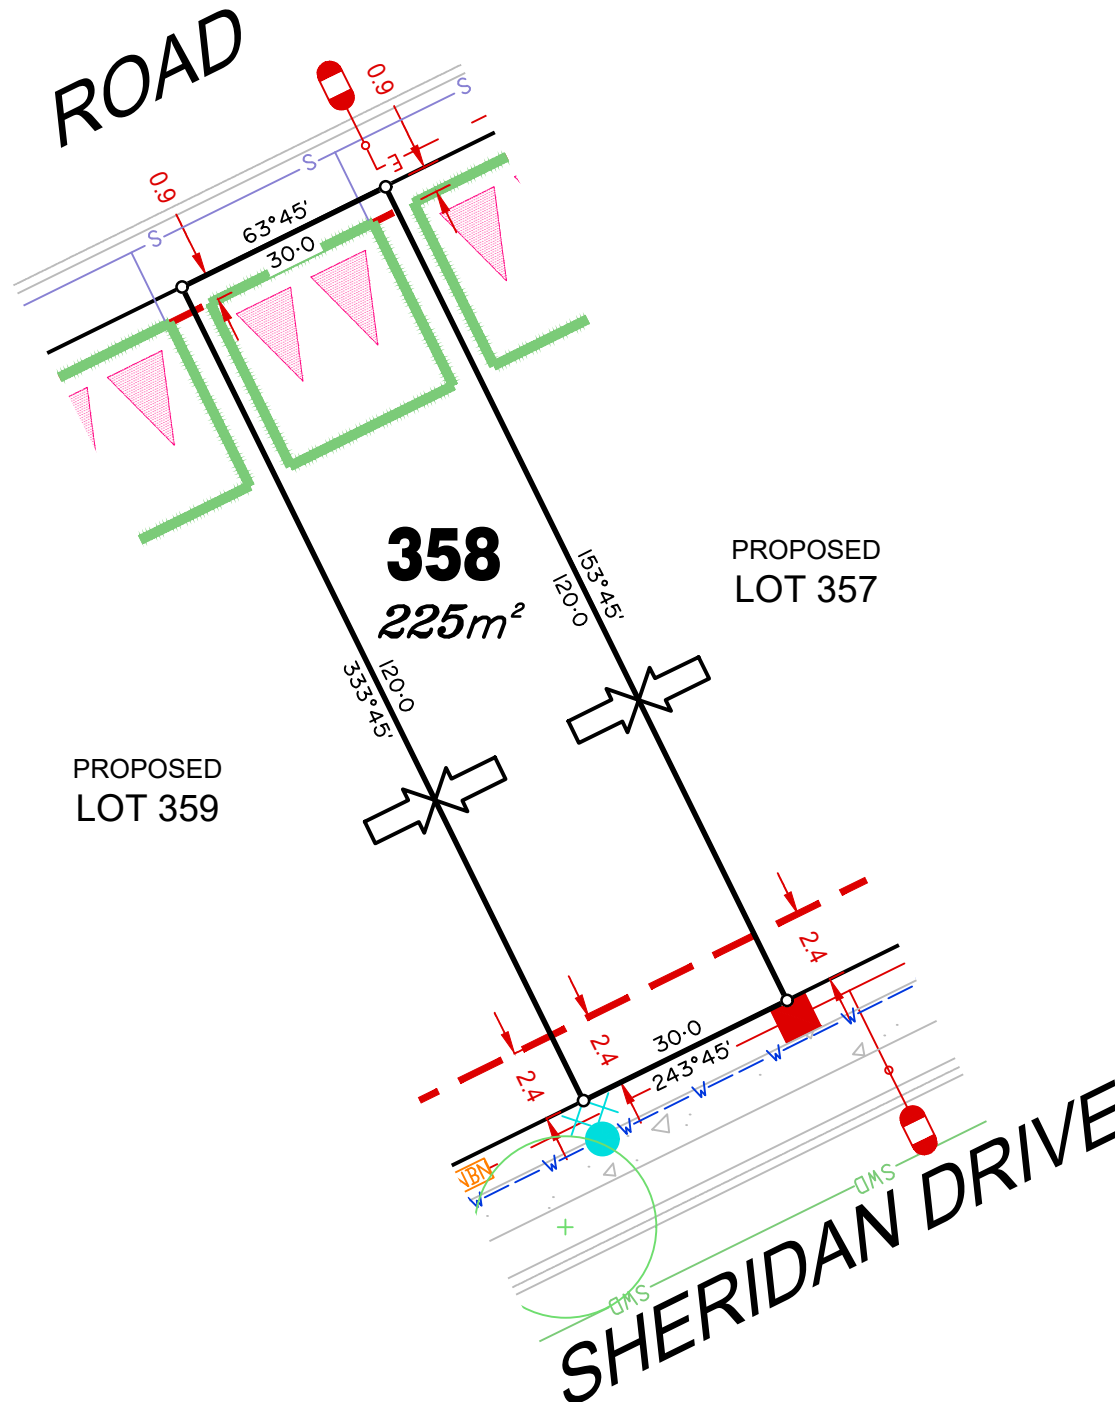 ROAD
0.9
0.9
S
S
S
E
63°45'
30·0
358
225m²
153°45'
120·0
PROPOSED
LOT 357
120·0
333°45'
PROPOSED
LOT 359
2.4
2.4
2.4
30·0
243°45'
W
W
W
W
W
W
NBN
SWD
SWD
SHERIDAN DRIVE